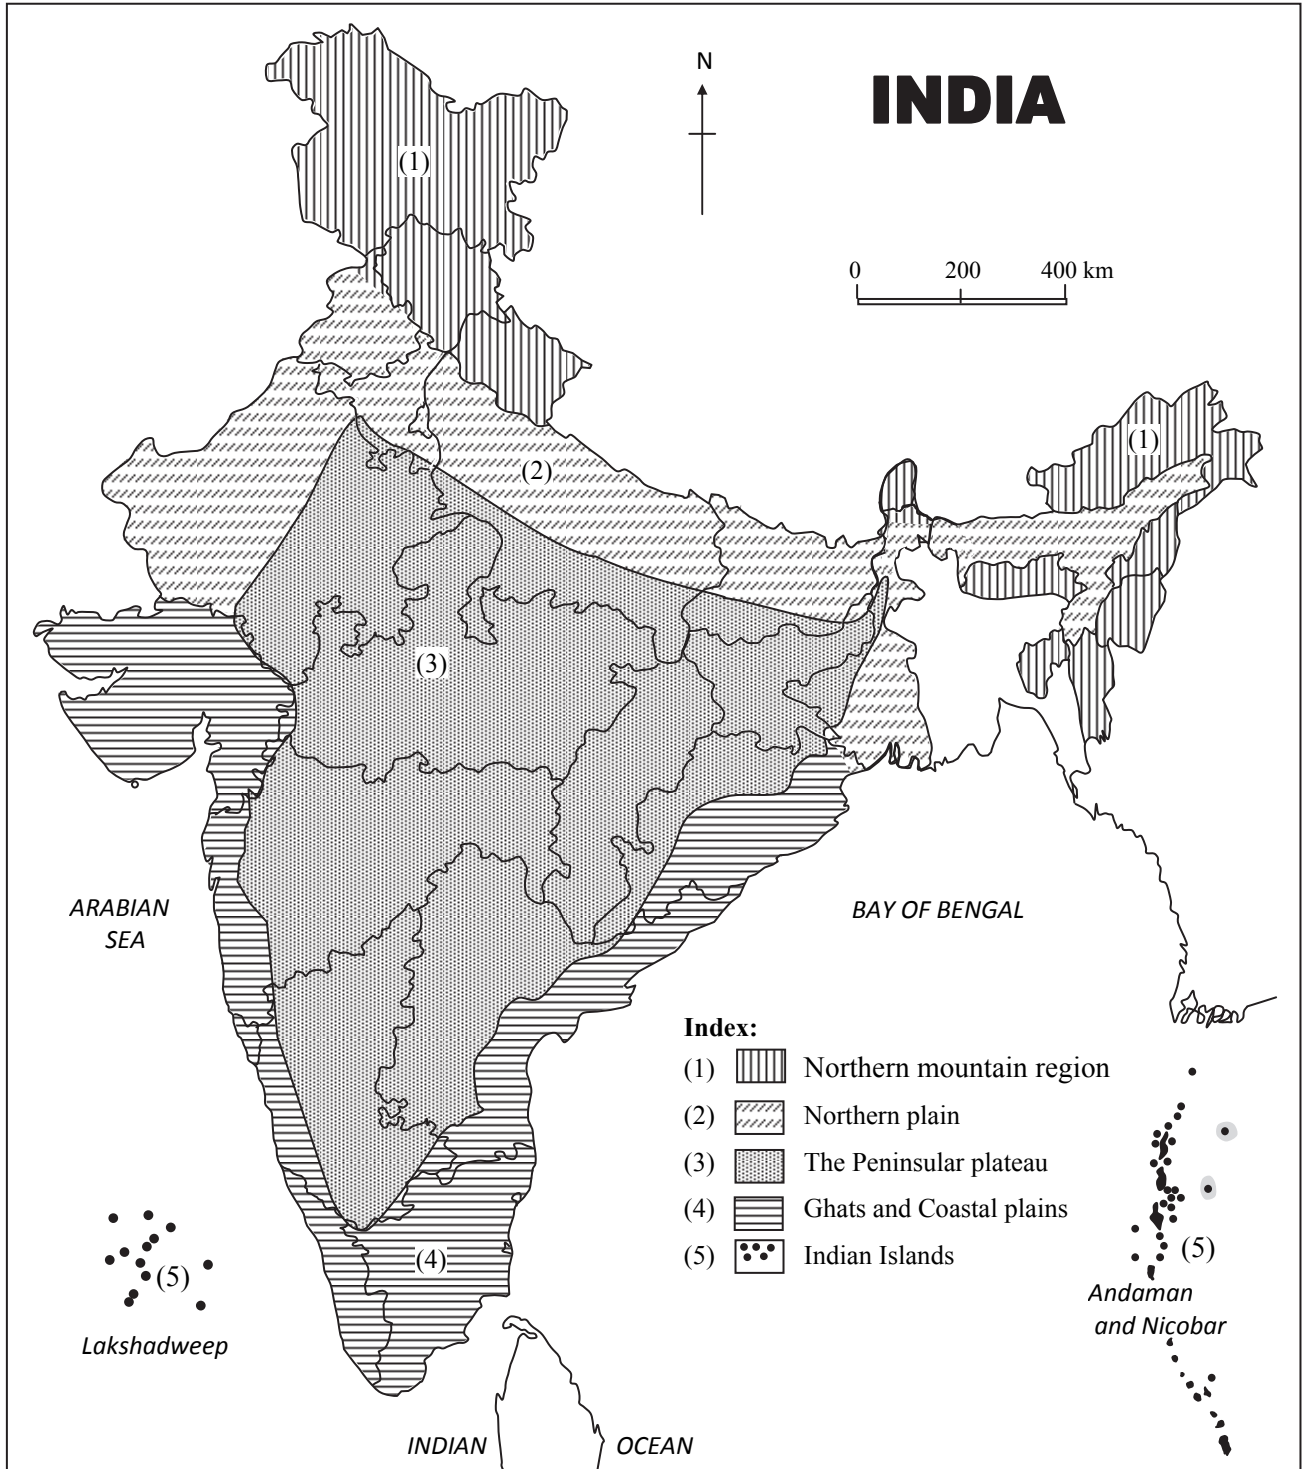 N
INDIA
(1)
0 200 400 km
(1)
(2)
(3)
ARABIAN
SEA
BAY OF BENGAL
Index:
(1) Northern mountain region
(2) Northern plain
(3) The Peninsular plateau
(4) Ghats and Coastal plains
(5) Indian Islands
(4)
(5)
Lakshadweep
(5)
Andaman
and Nicobar
INDIAN OCEAN